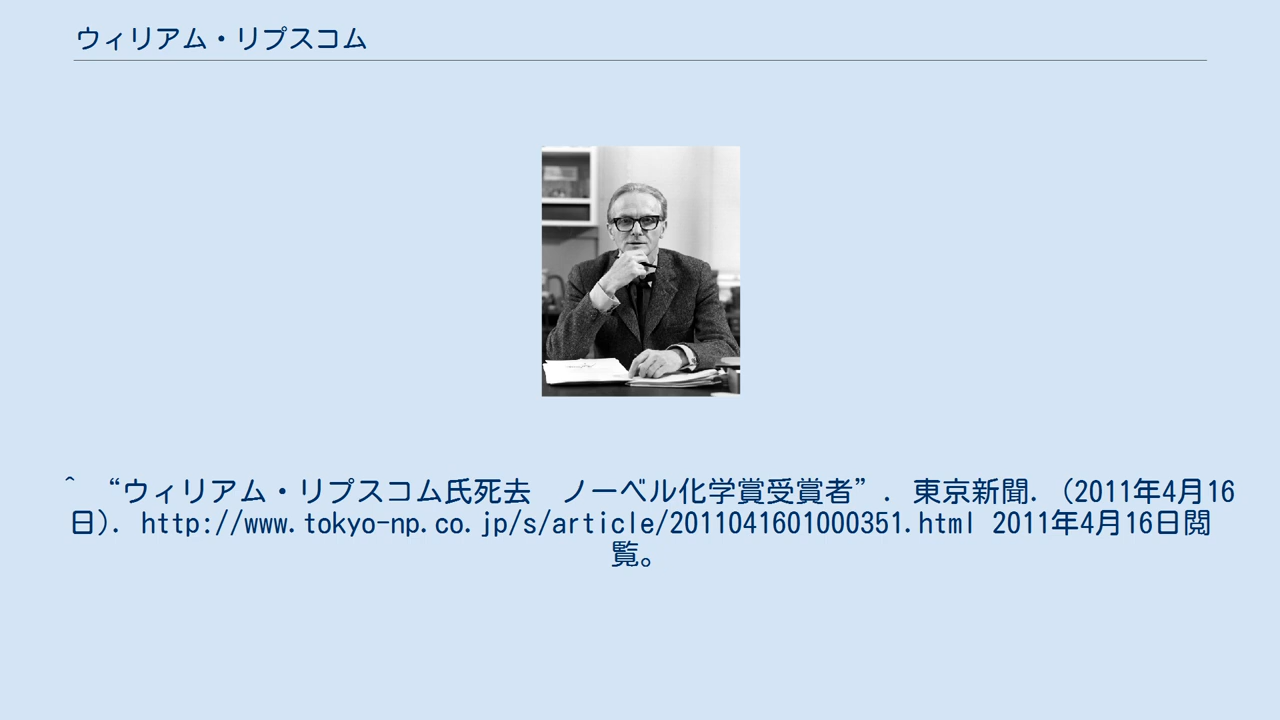 ウィリアム・リプスコム
^ “ウィリアム・リプスコム氏死去　ノーベル化学賞受賞者”. 東京新聞. (2011年4月16
日). http://www.tokyo-np.co.jp/s/article/2011041601000351.html 2011年4月16日閲
覧。